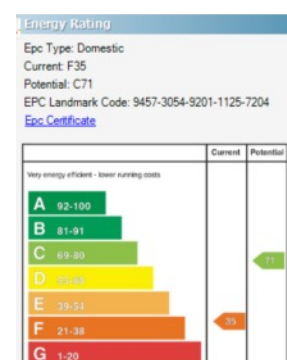 Energy Rating
Epc Type: Domestic
Current: F35
Potential: C71
EPC Landmark Code: 9457-3054-9201-1125-7204
Epc Certificate
Current Potential
Very energy efficient - lower running costs
A 92-100
B 81-91
C 69-80
71
D
E 39-54
F 21-38
35
G 1-20